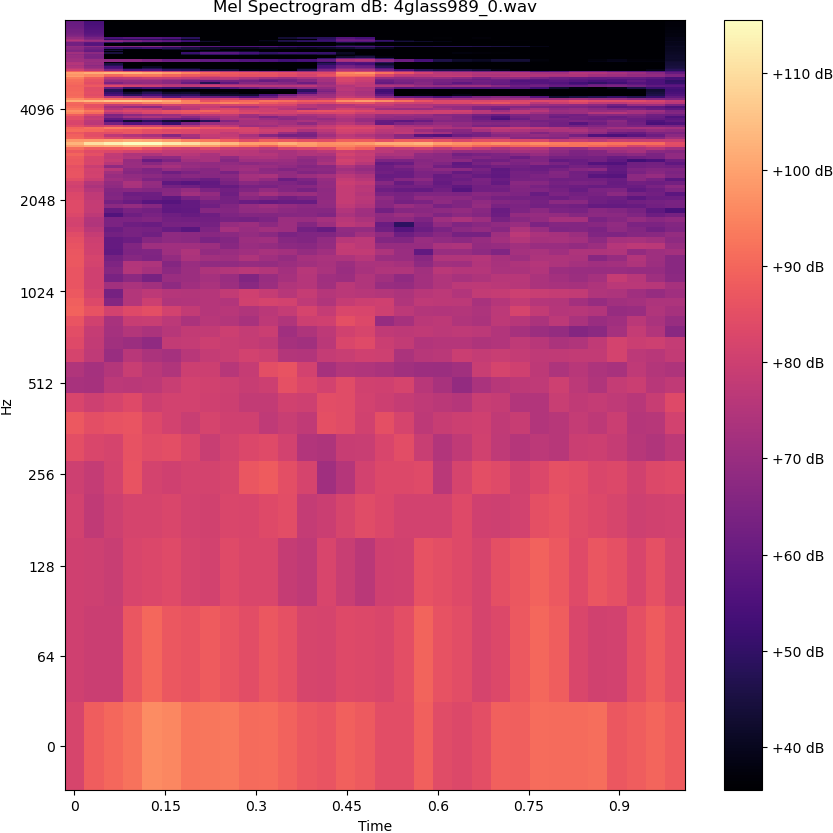 Mel Spectrogram dB: 4glass989_0.wav
Hz
4096
2048
1024
512
256
128
64
0
0 0.15 0.3 0.45 0.6 0.75 0.9
Time
+110 dB
+100 dB
+90 dB
+80 dB
+70 dB
+60 dB
+50 dB
+40 dB